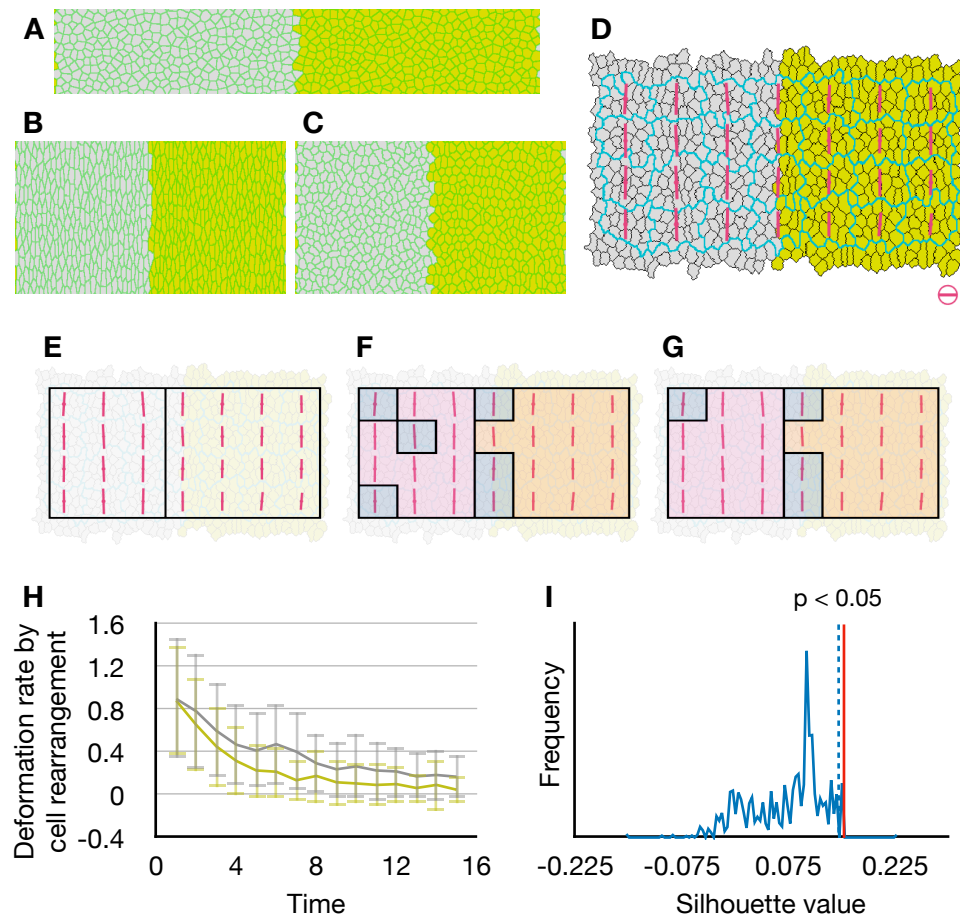 A
B
C
D
E
F
G
H
Deformation rate by
cell rearrangement
1.6
1.2
0.8
0.4
0
-0.4
0
4
8
12
16
Time
I
p < 0.05
Frequency
-0.225
-0.075
0.075
0.225
Silhouette value